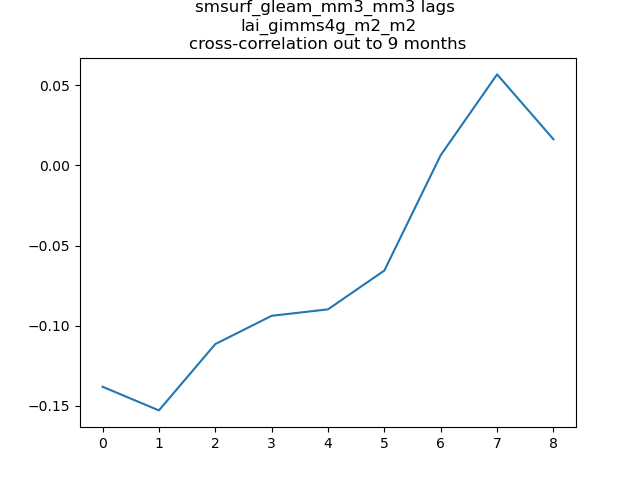 smsurf_gleam_mm3_mm3 lags
lai_gimms4g_m2_m2
cross-correlation out to 9 months
0.05
0.00
−0.05
−0.10
−0.15
0 1 2 3 4 5 6 7 8